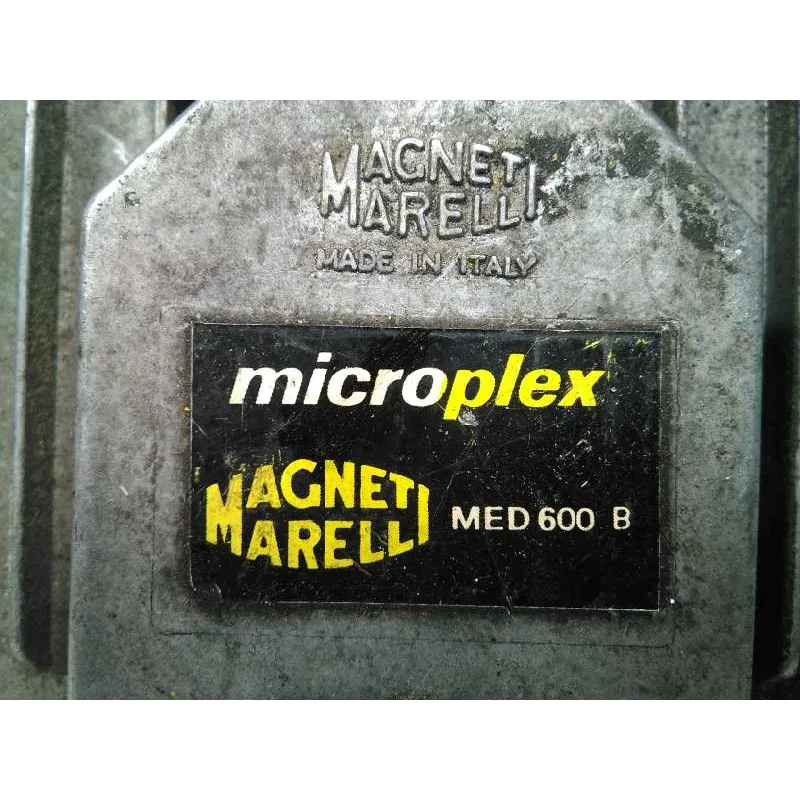 MAGNETI
MARELLI
MADE IN ITALY
microplex
MAGNETI
MARELLI
MED 600 B